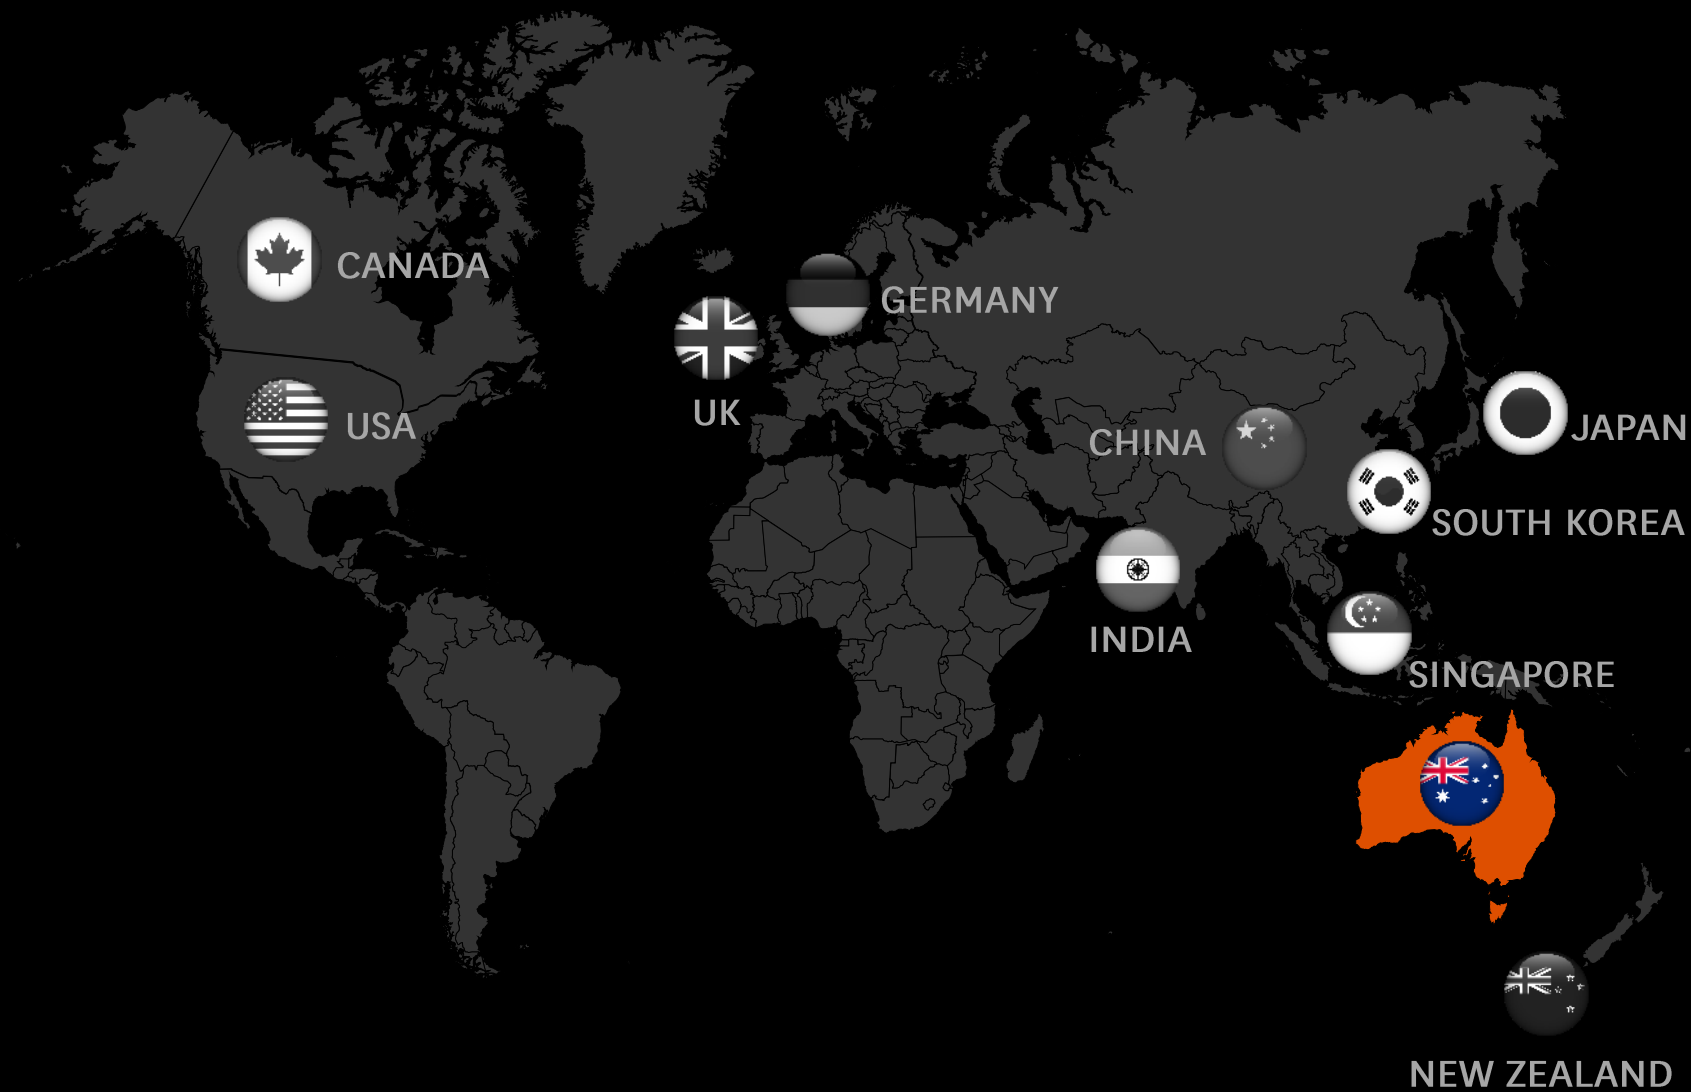 CANADA
GERMANY
UK
USA
CHINA
JAPAN
SOUTH KOREA
INDIA
SINGAPORE
NEW ZEALAND